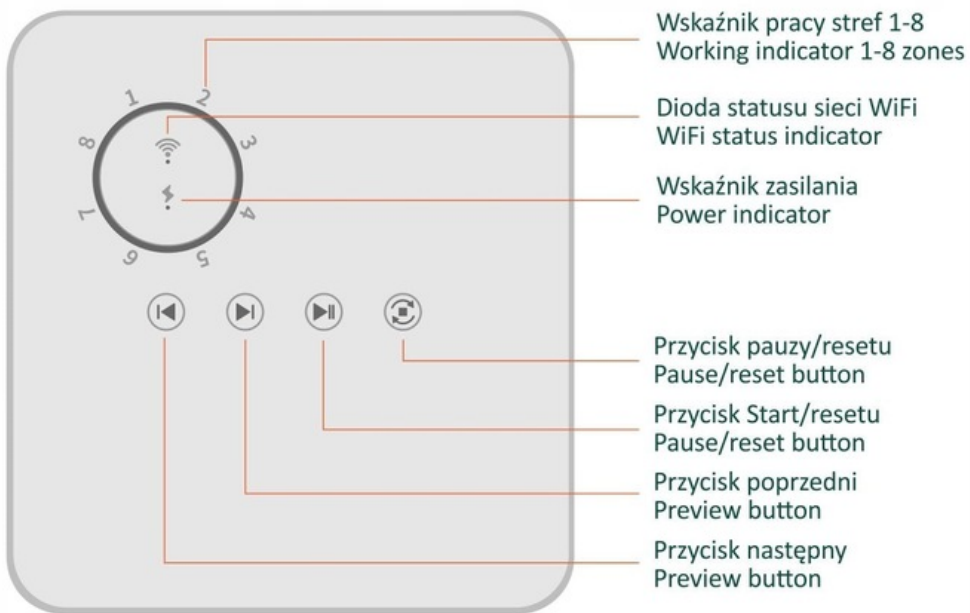 Wskaźnik pracy stref 1-8
Working indicator 1-8 zones
Dioda statusu sieci WiFi
WiFi status indicator
Wskaźnik zasilania
Power indicator
1
2
3
4
5
6
7
8
Przycisk pauzy/resetu
Pause/reset button
Przycisk Start/resetu
Pause/reset button
Przycisk poprzedni
Preview button
Przycisk następny
Preview button